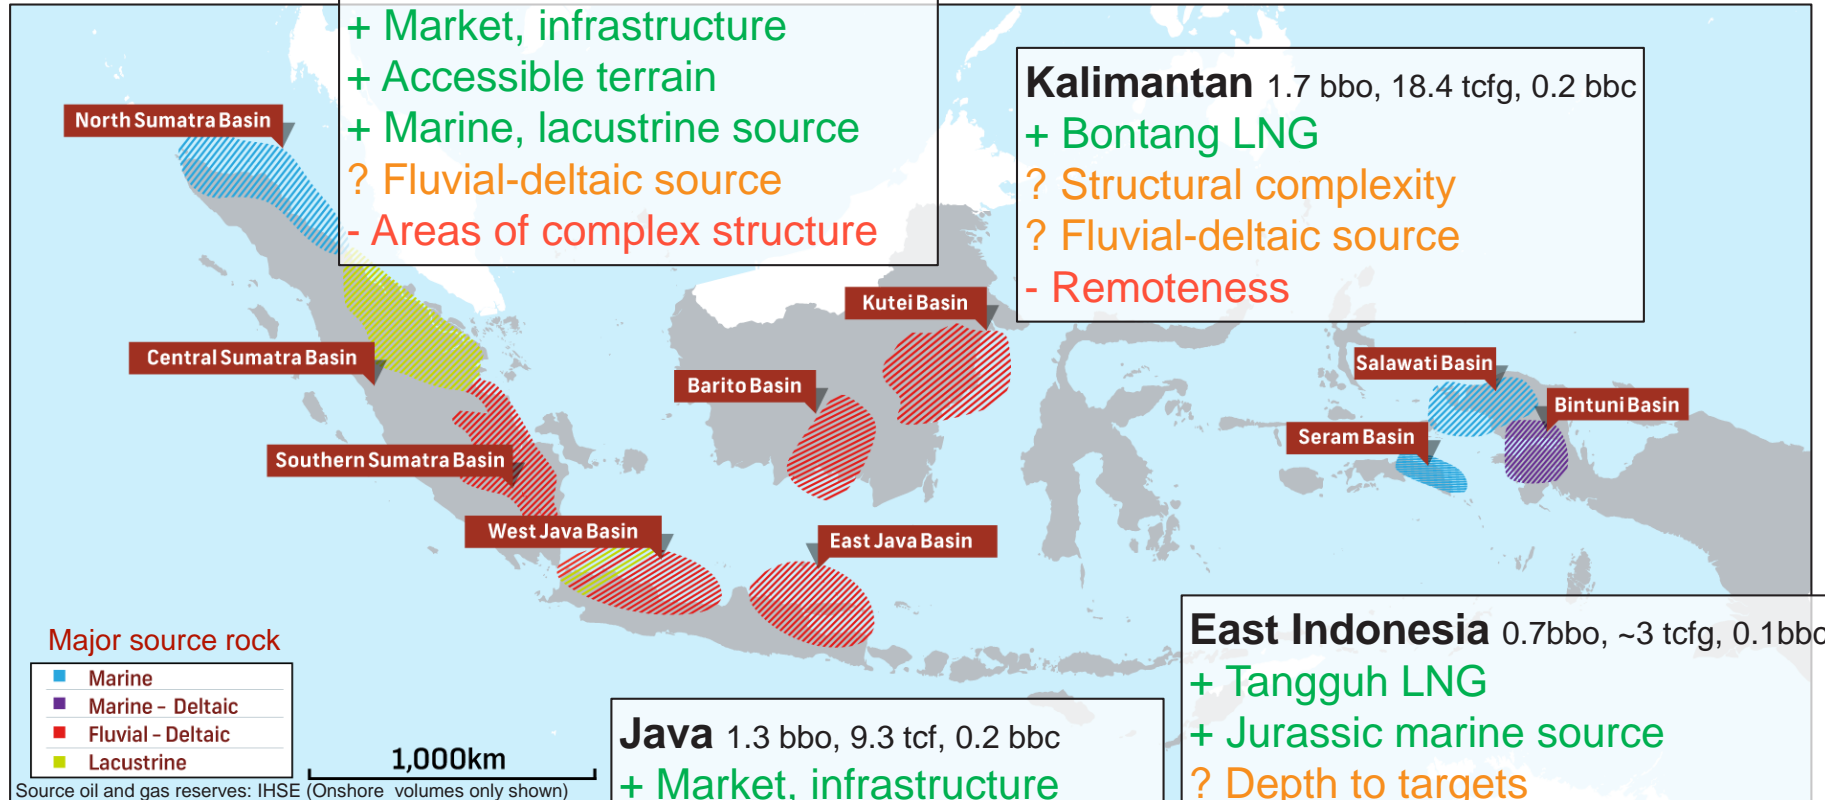 + Market, infrastructure
+ Accessible terrain
+ Marine, lacustrine source
? Fluvial-deltaic source
- Areas of complex structure
Kalimantan 1.7 bbo, 18.4 tcfg, 0.2 bbc
+ Bontang LNG
? Structural complexity
? Fluvial-deltaic source
- Remoteness
North Sumatra Basin
Central Sumatra Basin
Southern Sumatra Basin
West Java Basin
East Java Basin
Barito Basin
Kutei Basin
Salawati Basin
Bintuni Basin
Seram Basin
Major source rock
Marine
Marine - Deltaic
Fluvial - Deltaic
Lacustrine
1,000km
Source oil and gas reserves: IHSE (Onshore volumes only shown)
Java 1.3 bbo, 9.3 tcf, 0.2 bbc
+ Market, infrastructure
East Indonesia 0.7bbo, ~3 tcfg, 0.1bbc
+ Tangguh LNG
+ Jurassic marine source
? Depth to targets